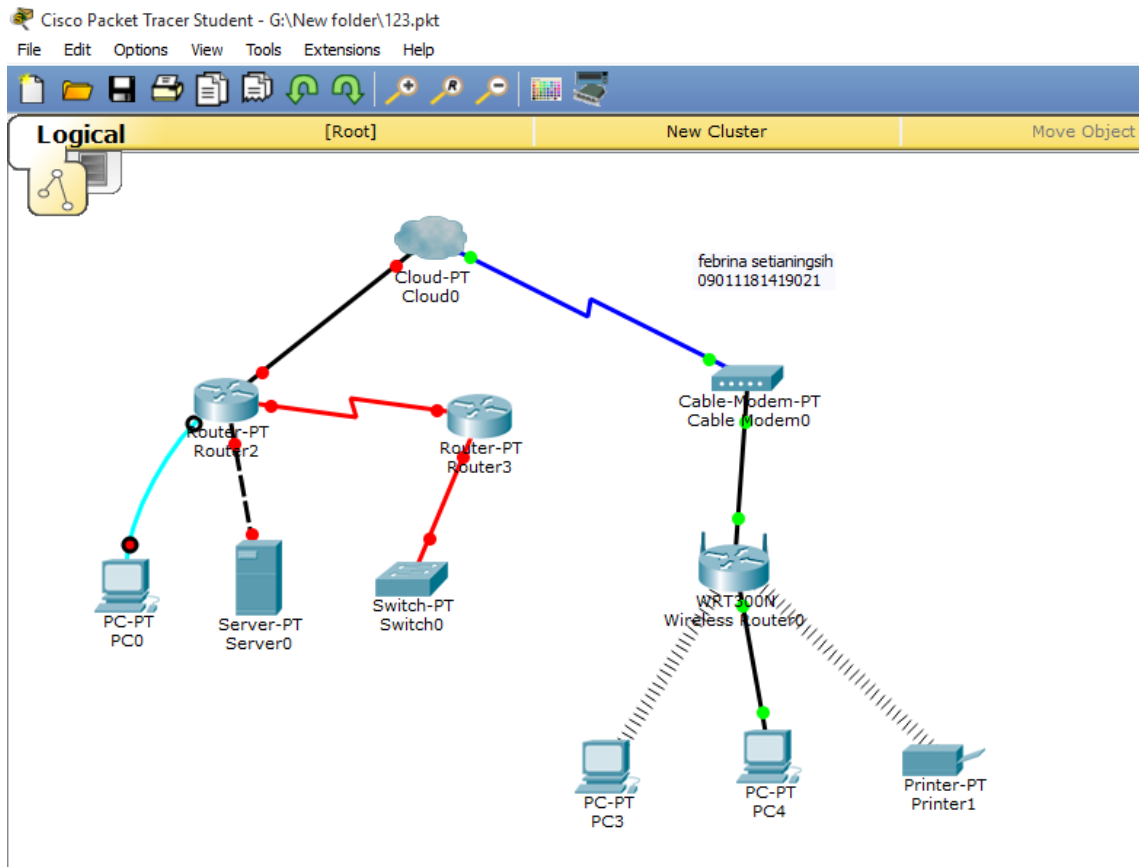 Cisco Packet Tracer Student - G:\New folder\123.pkt
File Edit Options View Tools Extensions Help
R
Logical [Root] New Cluster Move Object
Cloud-PT
Cloud0
febrina setianingsih
09011181419021
Router-PT
Router2
Router-PT
Router3
Cable-Modem-PT
Cable Modem0
PC-PT
PC0
Server-PT
Server0
Switch-PT
Switch0
WRT300N
Wireless Router0
PC-PT
PC3
PC-PT
PC4
Printer-PT
Printer1